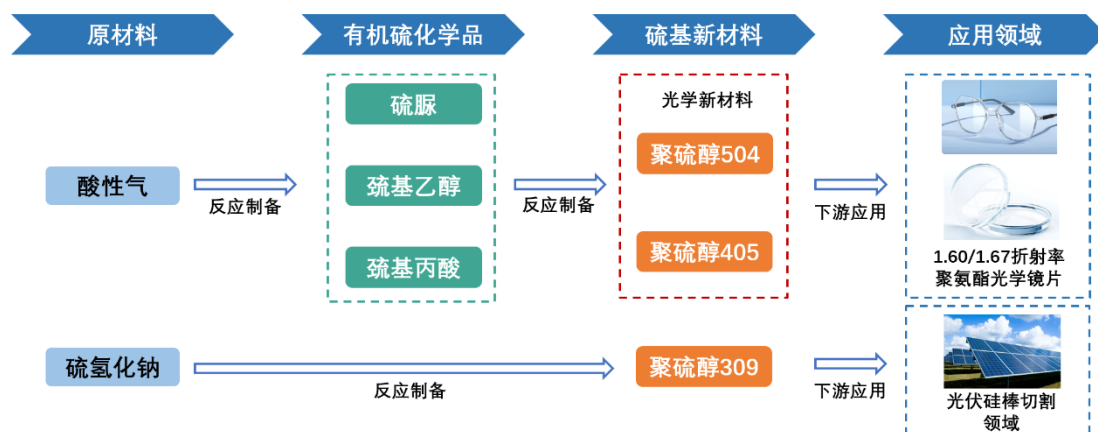 原材料
有机硫化学品
硫基新材料
应用领域
硫脲
光学新材料
聚硫醇504
酸性气
反应制备
巯基乙醇
反应制备
下游应用
聚硫醇405
巯基丙酸
1.60/1.67折射率
聚氨酯光学镜片
硫氢化钠
反应制备
聚硫醇309
下游应用
光伏硅棒切割
领域